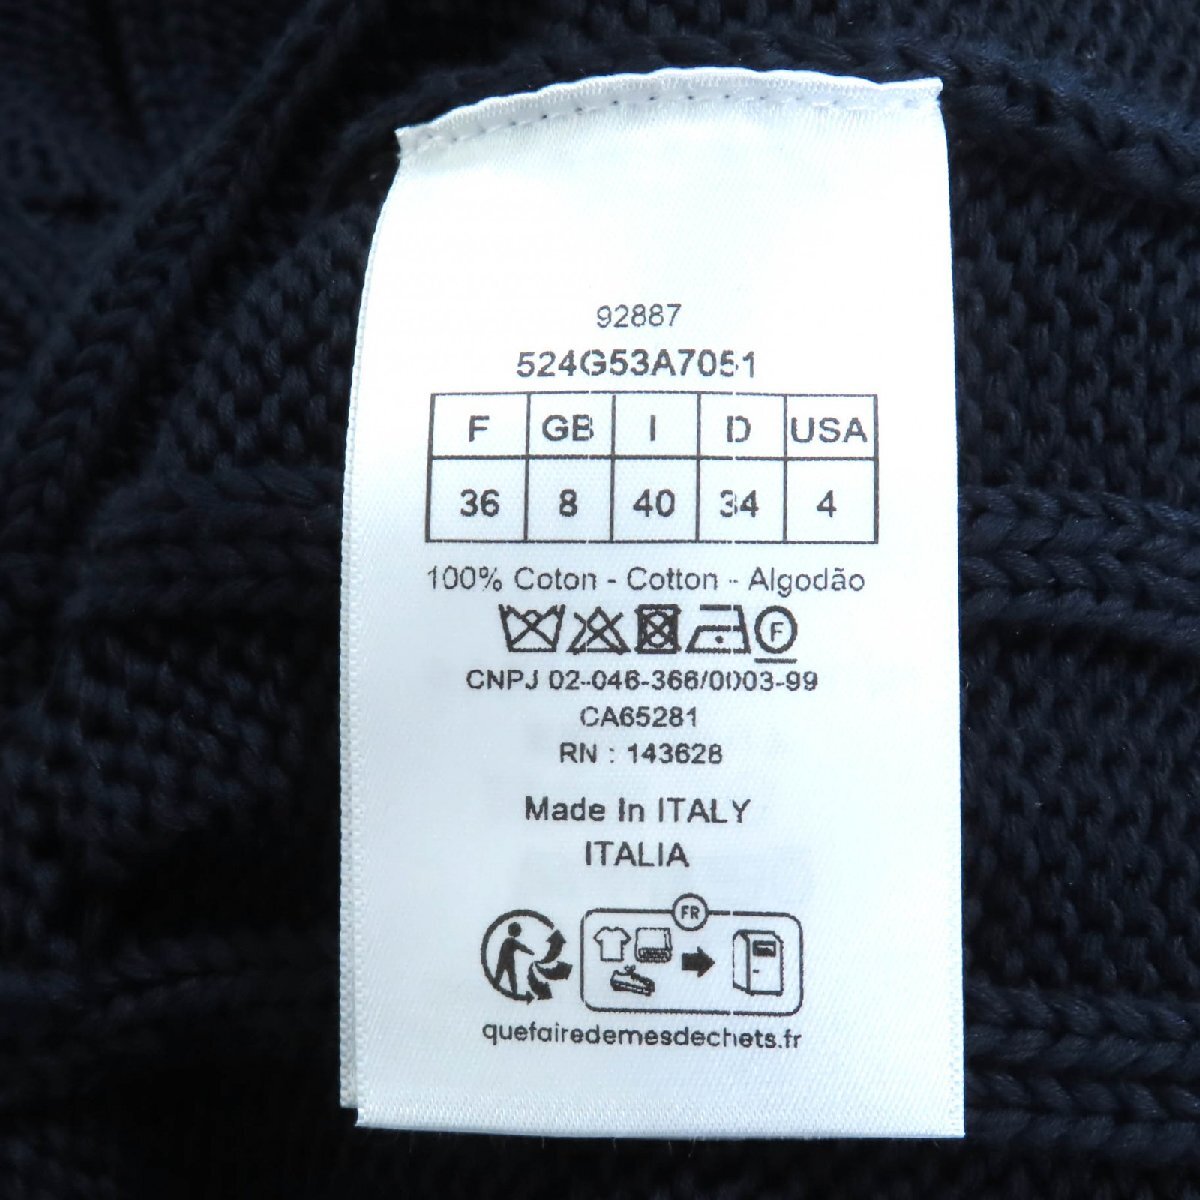 92887
524G53A7051
F GB I D USA
36 8 40 34 4
100% Coton - Cotton - Algodão
F
CNPJ 02-046-366/0003-99
CA65281
RN : 143628
Made In ITALY
ITALIA
FR
quefairedemesdechets.fr